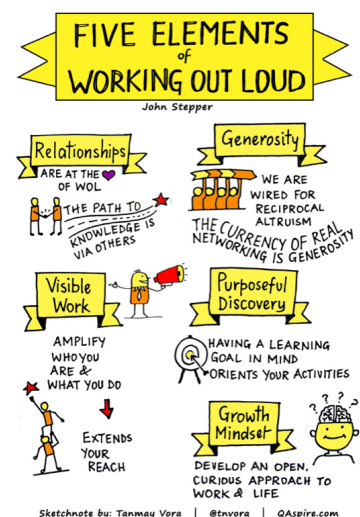 FIVE ELEMENTS
of
WORKING OUT LOUD
John Stepper
Relationships
ARE AT THE
OF WOL
THE PATH TO
KNOWLEDGE IS
VIA OTHERS
Generosity
WE ARE
WIRED FOR
RECIPROCAL
ALTRUISM
THE CURRENCY OF REAL
NETWORKING IS GENEROSITY
Visible
Work
AMPLIFY
WHO YOU
ARE &
WHAT YOU DO
EXTENDS
YOUR
REACH
Purposeful
Discovery
HAVING A LEARNING
GOAL IN MIND
ORIENTS YOUR ACTIVITIES
Growth
Mindset
? ? ? ?
DEVELOP AN OPEN,
CURIOUS APPROACH TO
WORK & LIFE
Sketchnote by: Tanmay Vora | @tnvora | QAspire.com